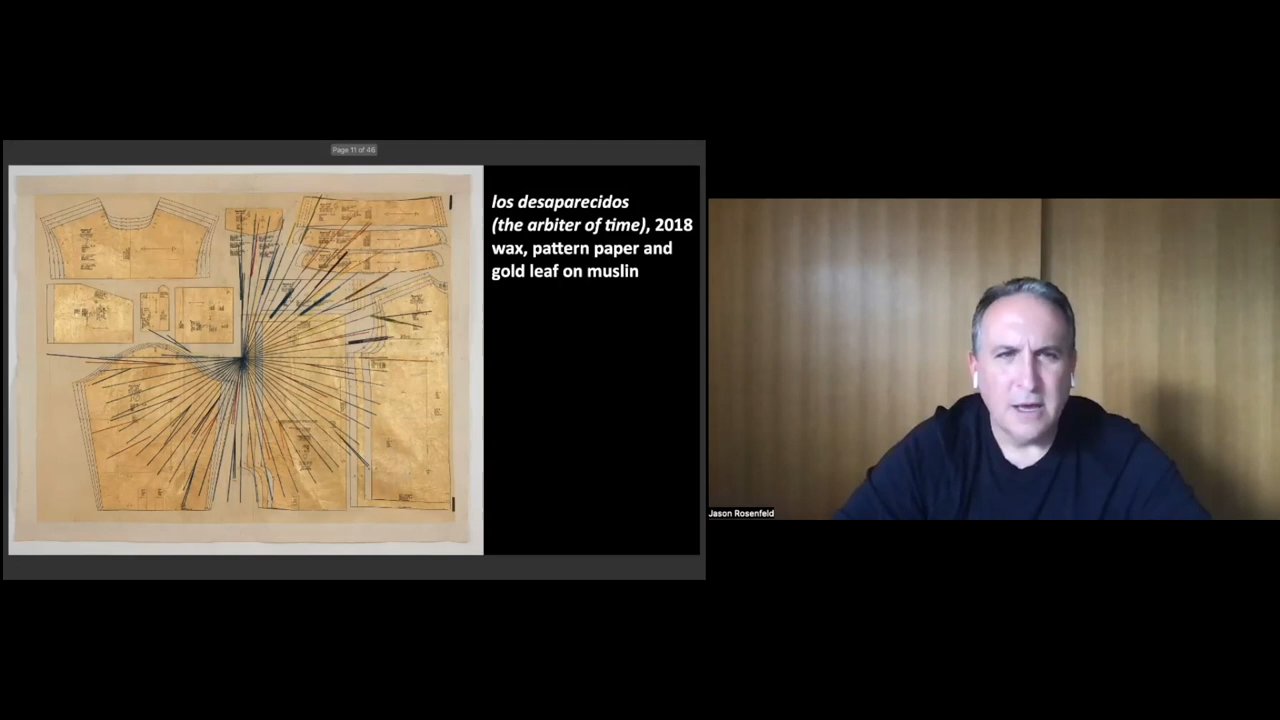 Page 11 of 46
los desaparecidos
(the arbiter of time), 2018
wax, pattern paper and
gold leaf on muslin
Jason Rosenfeld